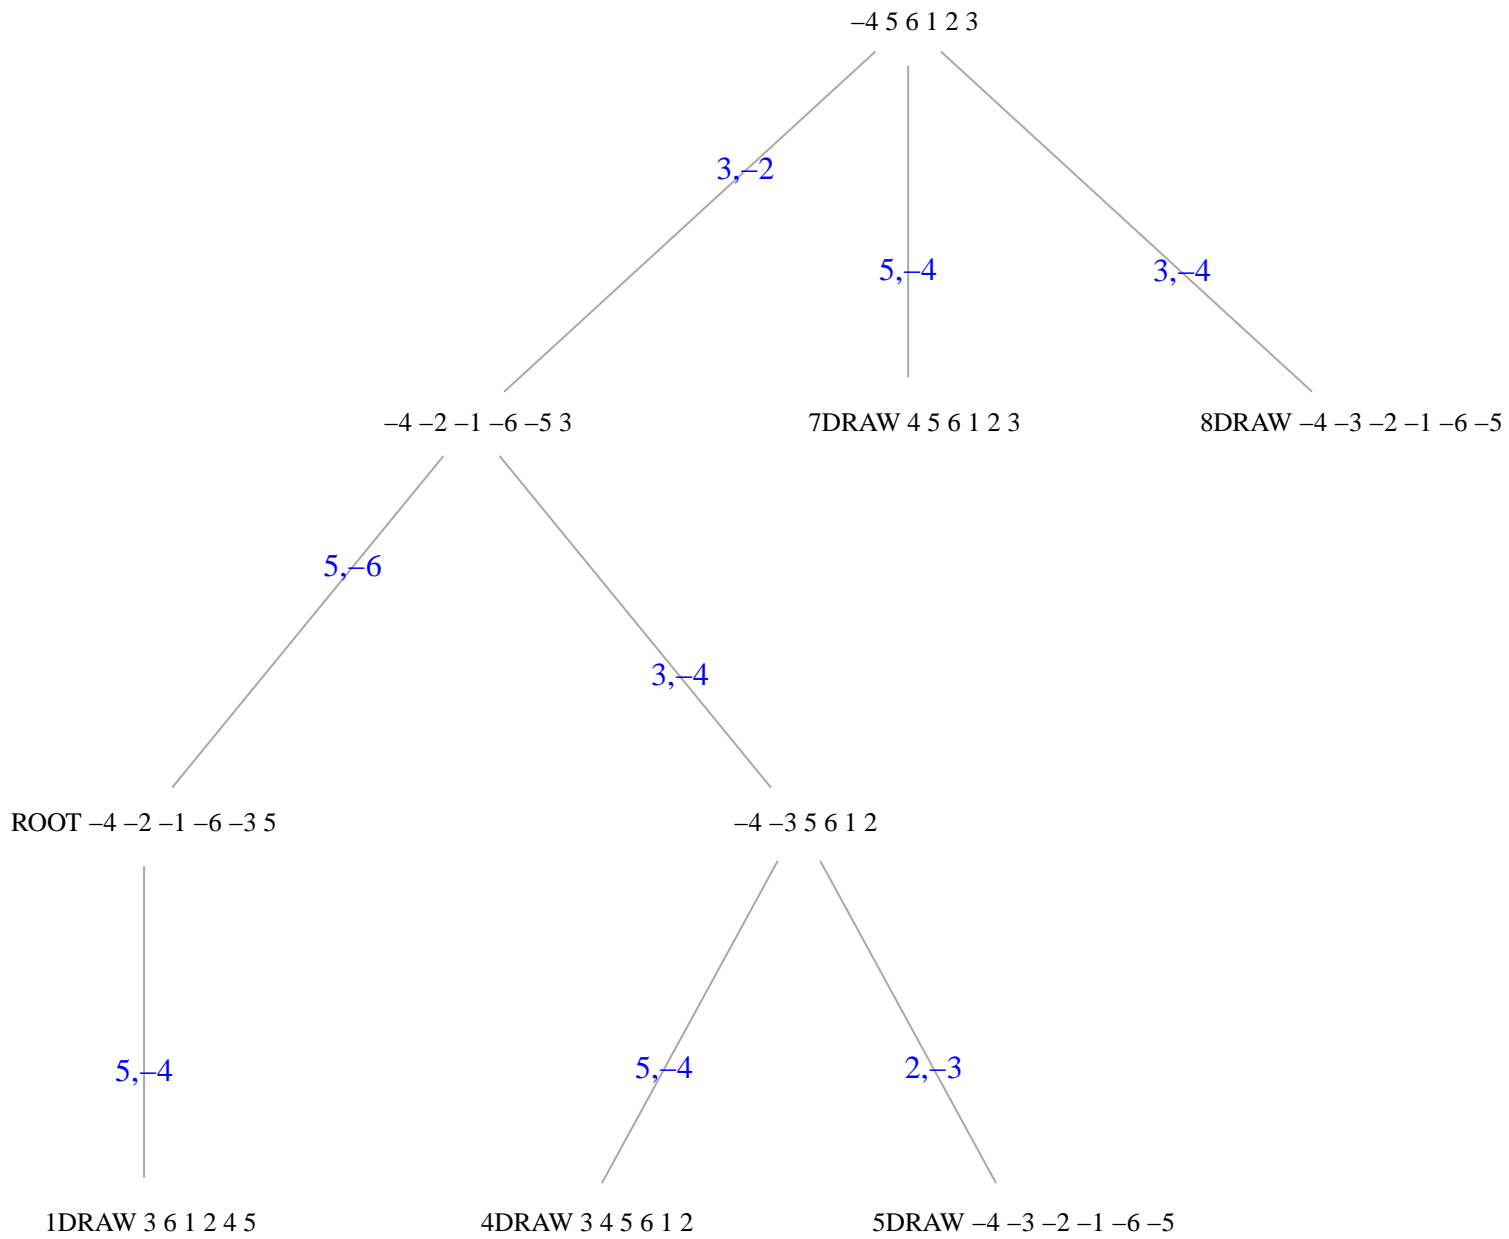 –4 5 6 1 2 3
3,–2
5,–4
3,–4
–4 –2 –1 –6 –5 3
7DRAW 4 5 6 1 2 3
8DRAW –4 –3 –2 –1 –6 –5
5,–6
3,–4
ROOT –4 –2 –1 –6 –3 5
–4 –3 5 6 1 2
5,–4
5,–4
2,–3
1DRAW 3 6 1 2 4 5
4DRAW 3 4 5 6 1 2
5DRAW –4 –3 –2 –1 –6 –5